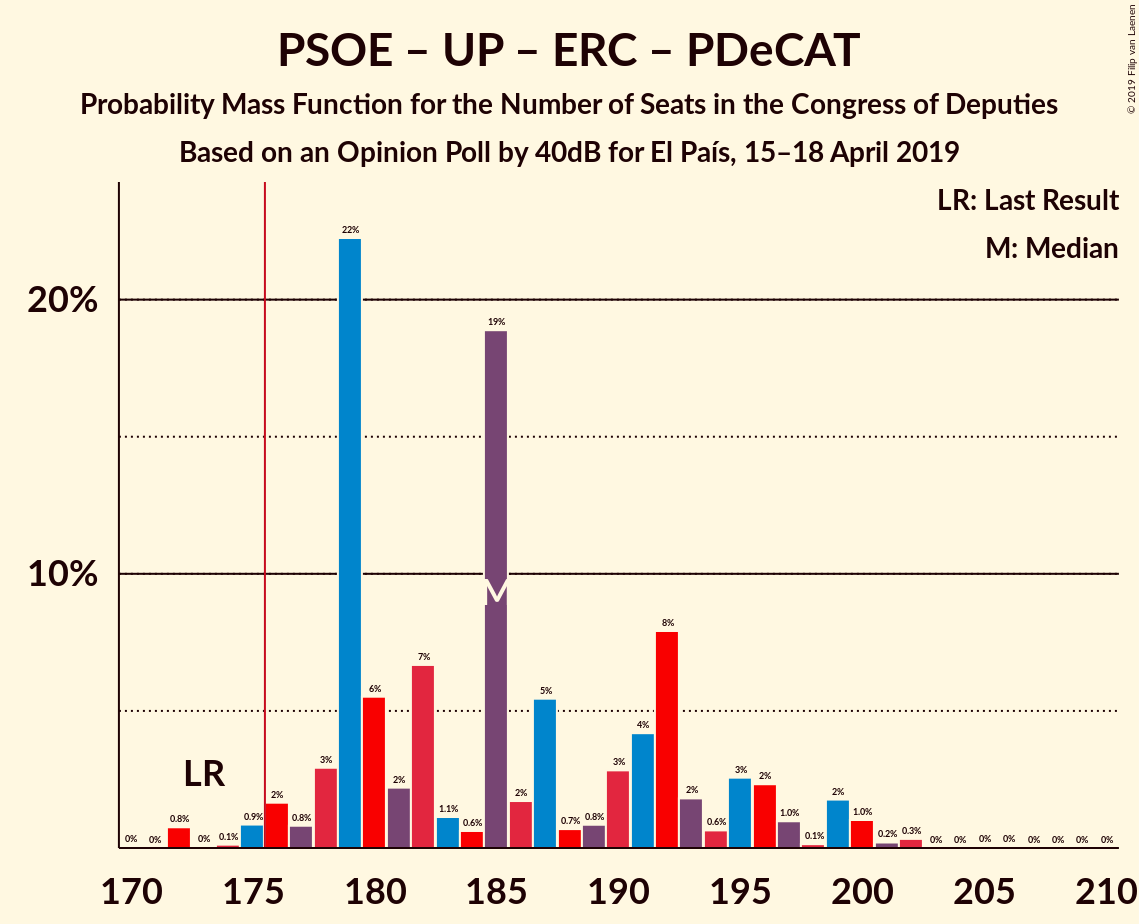 PSOE – UP – ERC – PDeCAT
Probability Mass Function for the Number of Seats in the Congress of Deputies
Based on an Opinion Poll by 40dB for El País, 15–18 April 2019
© 2019 Filip van Laenen
LR: Last Result
M: Median
20%
10%
LR
M
0% 0% 0.8% 0% 0.1% 0.9% 2% 0.8% 3% 22% 6% 2% 7% 1.1% 0.6% 19% 2% 5% 0.7% 0.8% 3% 4% 8% 2% 0.6% 3% 2% 1.0% 0.1% 2% 1.0% 0.2% 0.3% 0% 0% 0% 0% 0% 0% 0% 0%
170 175 180 185 190 195 200 205 210